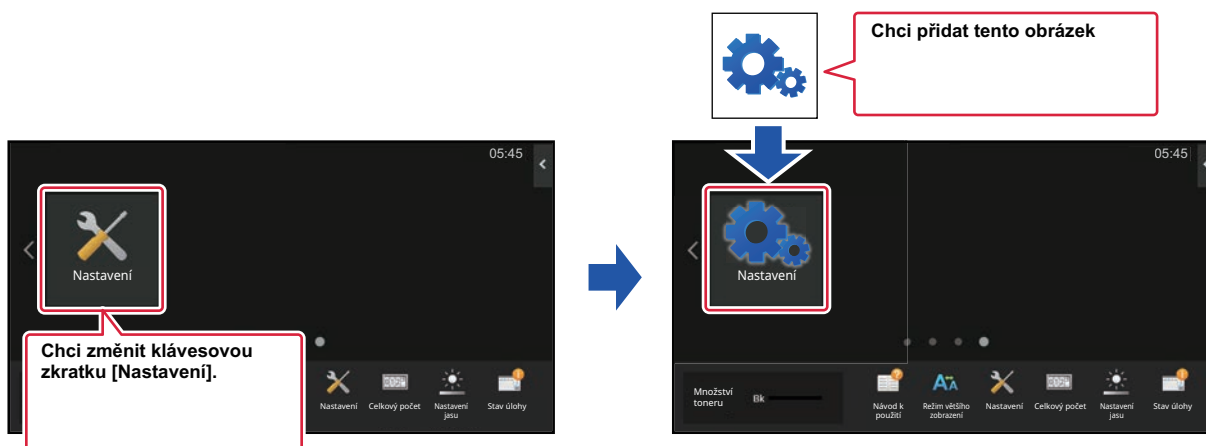 Chci přidat tento obrázek
05:45
Nastavení
Chci změnit klávesovou
zkratku [Nastavení].
Nastavení
Celkový počet
Nastavení
jasu
Stav úlohy
05:45
Nastavení
Množství
toneru
Bk
Návod k
použití
Režim většího
zobrazení
Nastavení
Celkový počet
Nastavení
jasu
Stav úlohy